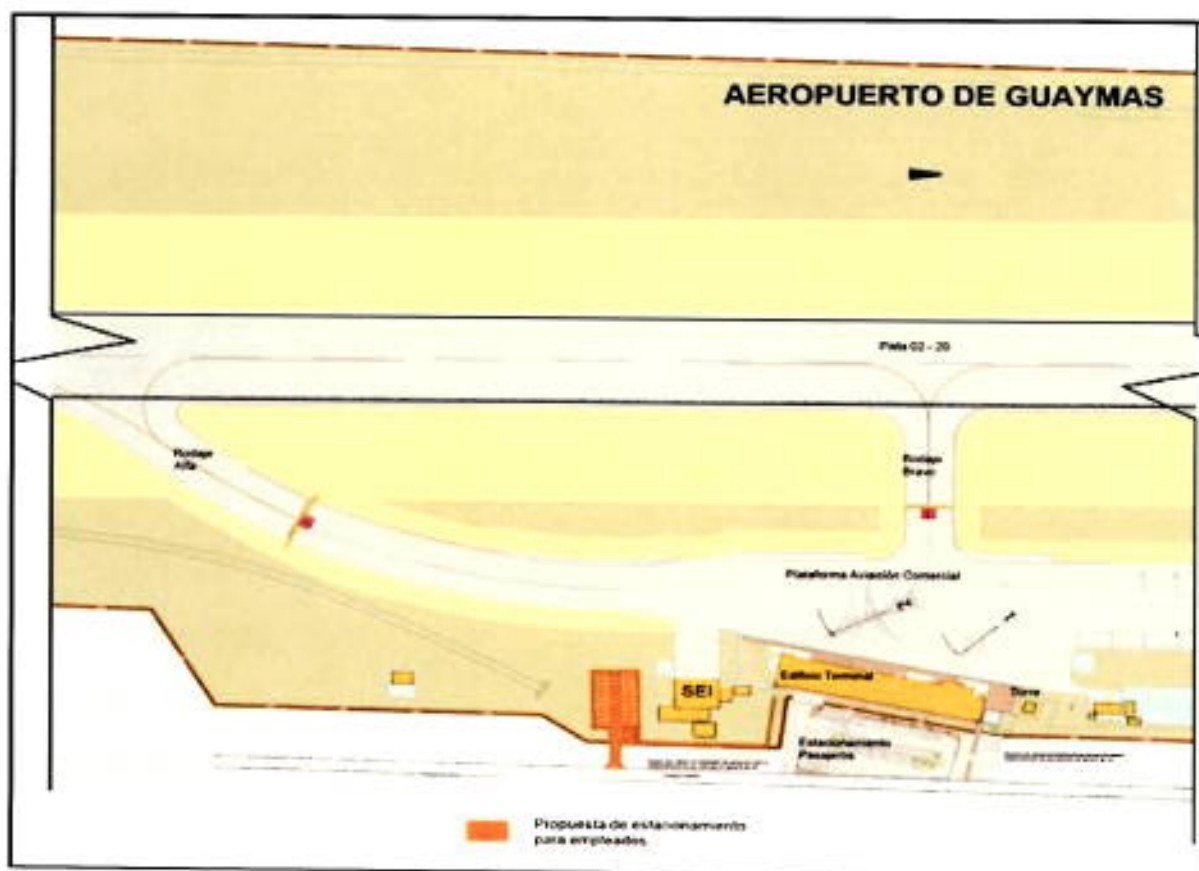 AEROPUERTO DE GUAYMAS
Pista 02 - 20
Rodaje
Alfa
Rodaje
Bravo
Plataforma Aviación Comercial
SEI
Edificio Terminal
Torre
Estacionamiento
Pasajeros
Propuesta de estacionamiento
para empleados